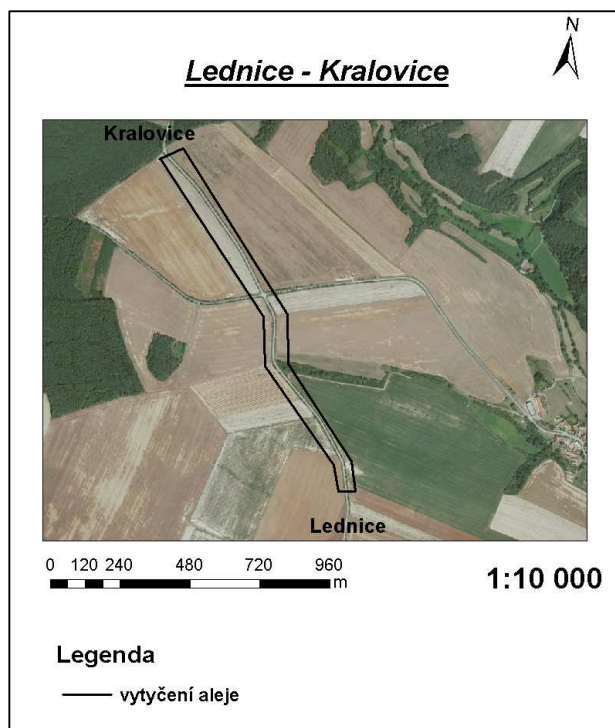 N
Lednice - Kralovice
Kralovice
Lednice
0 120 240 480 720 960
m
1:10 000
Legenda
vytyčení aleje